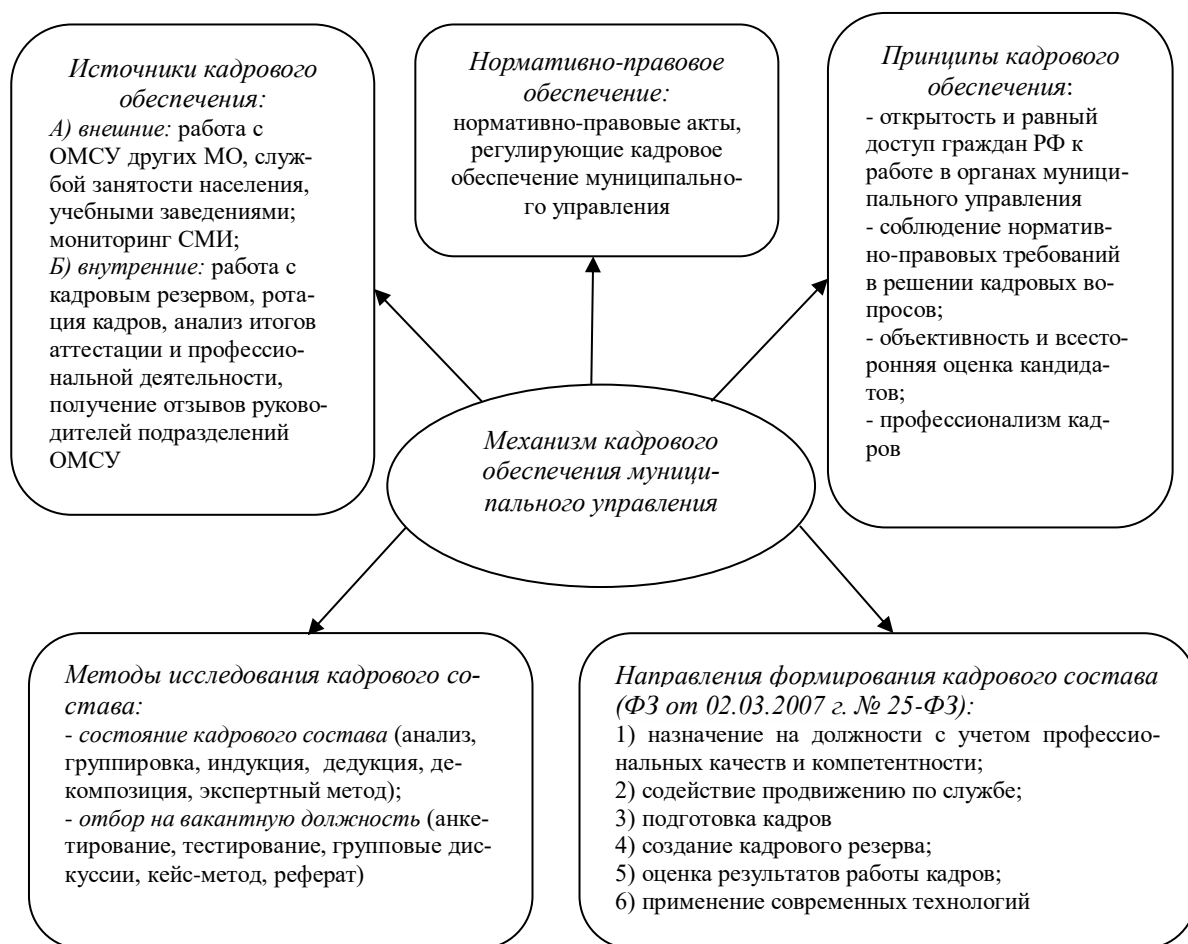 Источники кадрового
обеспечения:
А) внешние: работа с
ОМСУ других МО, служ-
бой занятости населения,
учебными заведениями;
мониторинг СМИ;
Б) внутренние: работа с
кадровым резервом, рота-
ция кадров, анализ итогов
аттестации и профессио-
нальной деятельности,
получение отзывов руково-
дителей подразделений
ОМСУ
Нормативно-правовое
обеспечение:
нормативно-правовые акты,
регулирующие кадровое
обеспечение муниципально-
го управления
Принципы кадрового
обеспечения:
- открытость и равный
доступ граждан РФ к
работе в органах муници-
пального управления
- соблюдение норматив-
но-правовых требований
в решении кадровых во-
просов;
- объективность и всесто-
ронняя оценка кандида-
тов;
- профессионализм кад-
ров
Механизм кадрового
обеспечения муници-
пального управления
Методы исследования кадрового со-
става:
- состояние кадрового состава (анализ,
группировка, индукция, дедукция, де-
композиция, экспертный метод);
- отбор на вакантную должность (анке-
тирование, тестирование, групповые дис-
куссии, кейс-метод, реферат)
Направления формирования кадрового состава
(ФЗ от 02.03.2007 г. № 25-ФЗ):
1) назначение на должности с учетом профессио-
нальных качеств и компетентности;
2) содействие продвижению по службе;
3) подготовка кадров
4) создание кадрового резерва;
5) оценка результатов работы кадров;
6) применение современных технологий